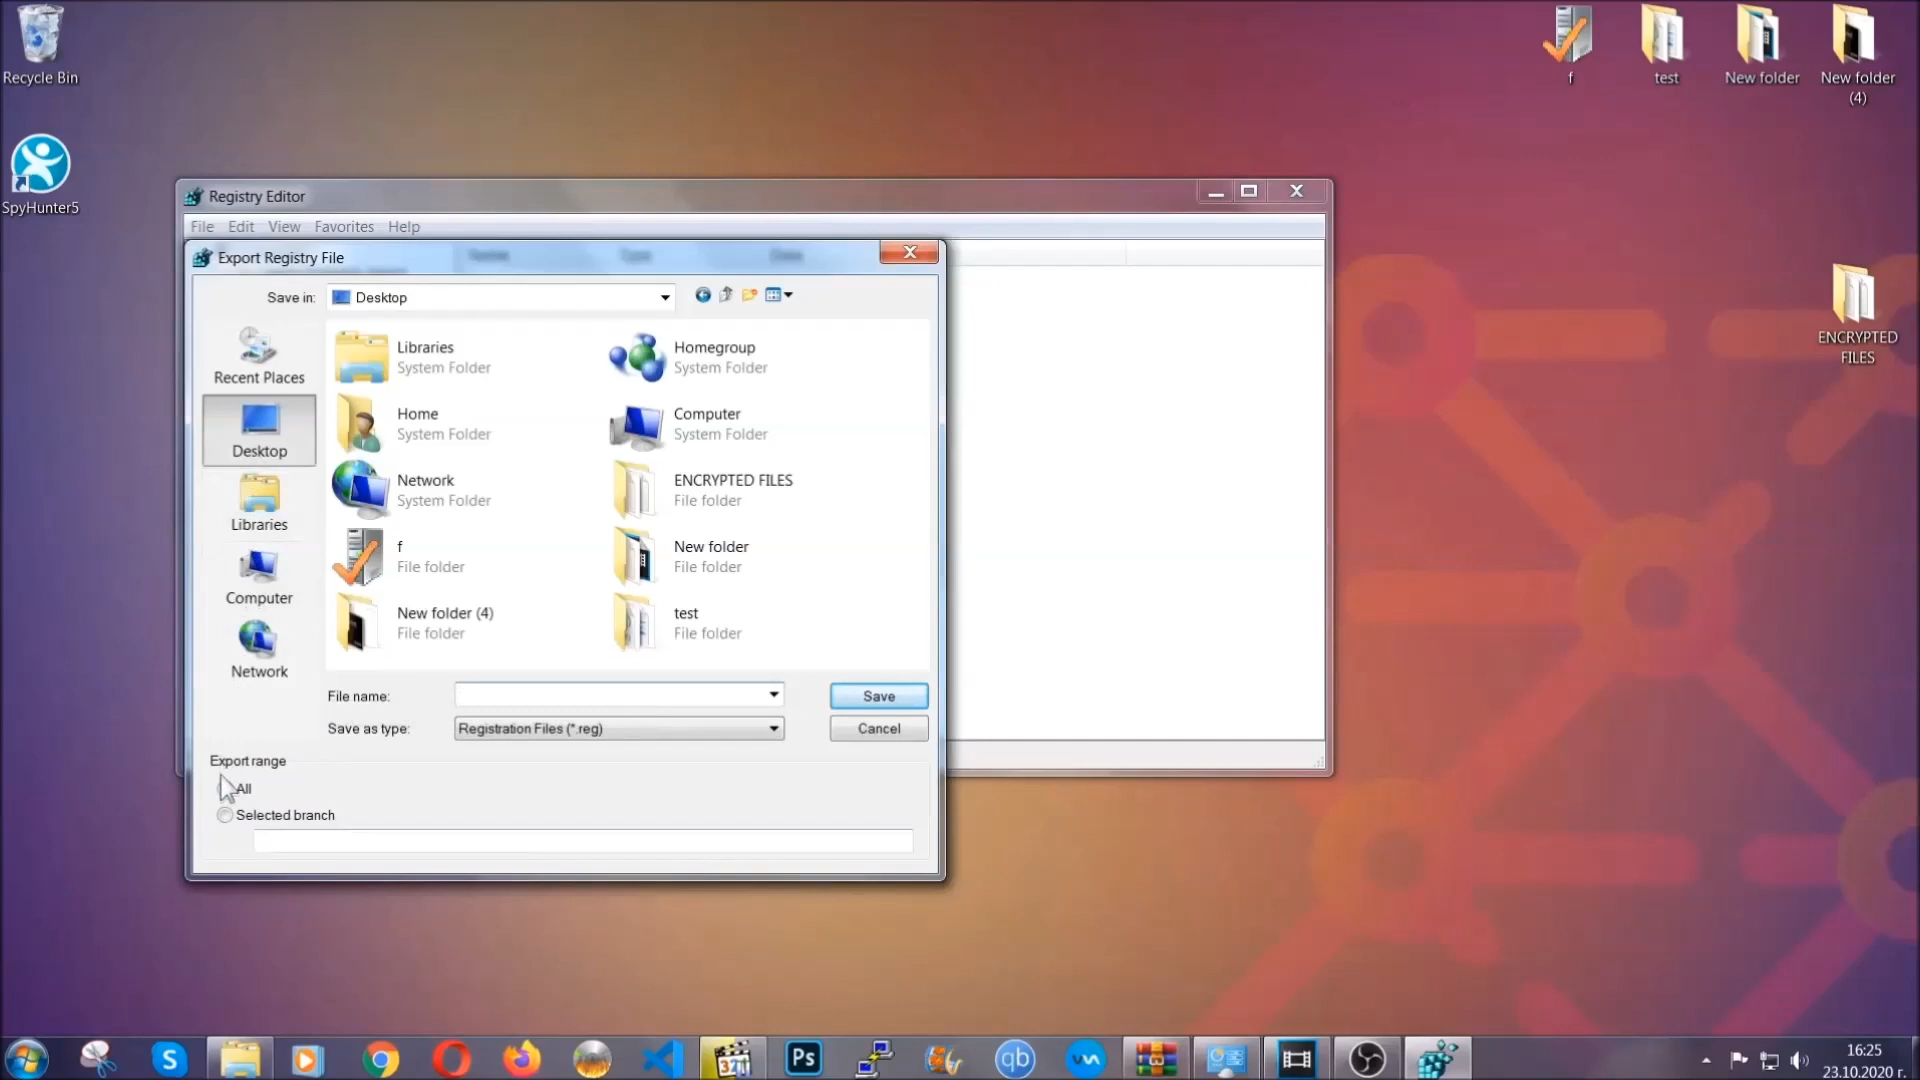 Recycle Bin
SpyHunter5
f
test
New folder
New folder
(4)
ENCRYPTED
FILES
Registry Editor
File Edit View Favorites Help
Export Registry File
Save in:
Desktop
Recent Places
Desktop
Libraries
Computer
Network
Libraries
System Folder
Homegroup
System Folder
Home
System Folder
Computer
System Folder
Network
System Folder
ENCRYPTED FILES
File folder
f
File folder
New folder
File folder
New folder (4)
File folder
test
File folder
File name:
Save
Save as type:
Registration Files (*.reg)
Cancel
Export range
All
Selected branch
S
321
Ps
qb
16:25
23.10.2020 г.